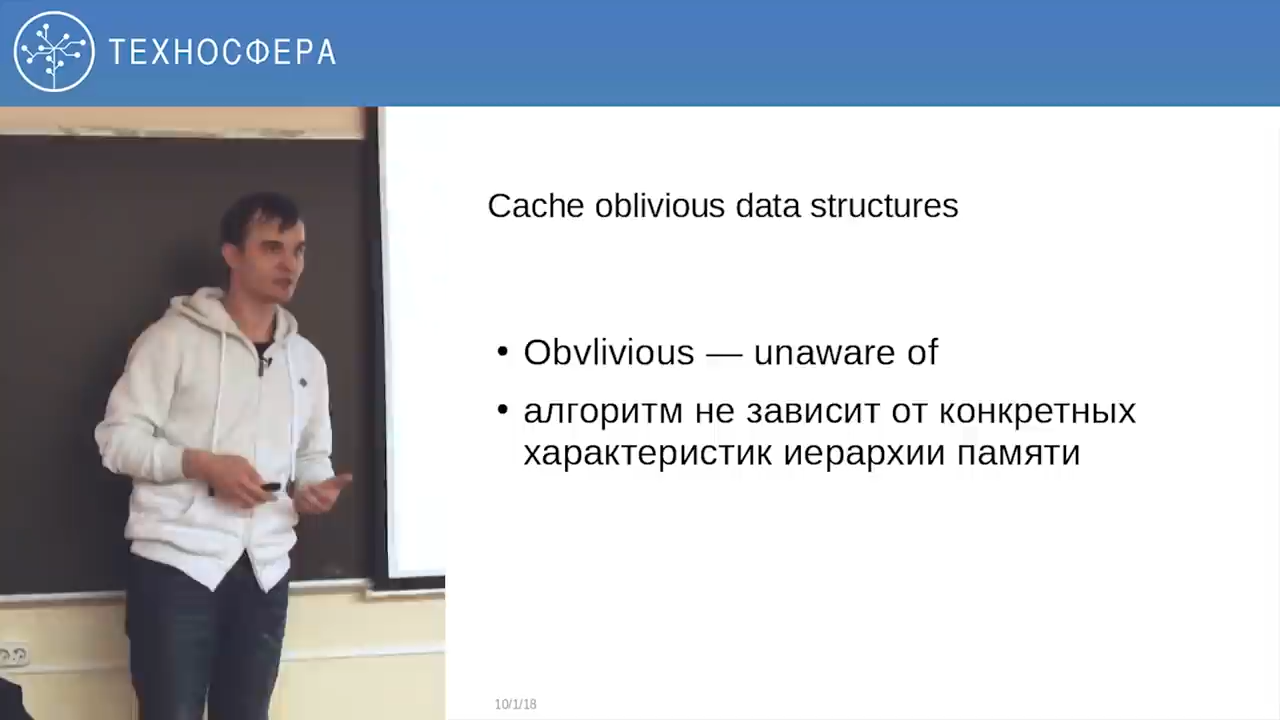 ТЕХНОСФЕРА
Cache oblivious data structures
• Obvlivious — unaware of
• алгоритм не зависит от конкретных
характеристик иерархии памяти
10/1/18